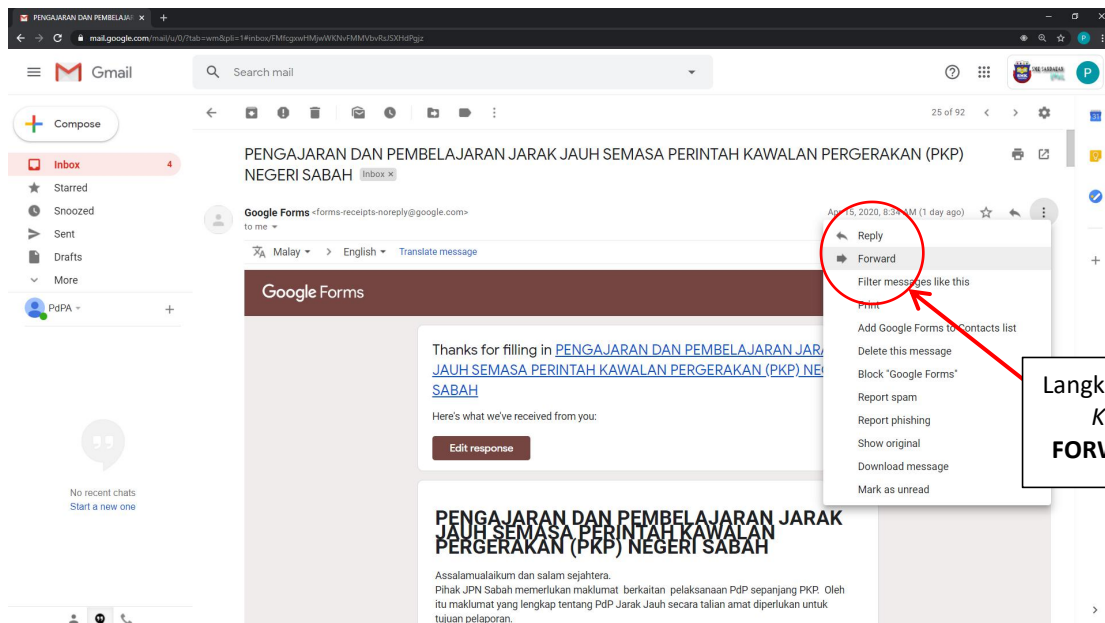 PENGAJARAN DAN PEMBELAJAR
mail.google.com/mail/u/0/?tab=wm&pli=1#inbox/FMfcgxwHMjwWKNvFMMVbvRsJSXHdPgjz
Gmail
Search mail
P
Compose
25 of 92
Inbox 4
Starred
Snoozed
Sent
Drafts
More
PdPA
No recent chats
Start a new one
PENGAJARAN DAN PEMBELAJARAN JARAK JAUH SEMASA PERINTAH KAWALAN PERGERAKAN (PKP)
NEGERI SABAH Inbox x
Google Forms <forms-receipts-noreply@google.com>
Apr 15, 2020, 8:34 AM (1 day ago)
to me
Malay > English Translate message
Google Forms
Thanks for filling in PENGAJARAN DAN PEMBELAJARAN JARA
JAUH SEMASA PERINTAH KAWALAN PERGERAKAN (PKP) NE
SABAH
Here's what we've received from you:
Edit response
PENGAJARAN DAN PEMBELAJARAN JARAK
JAUH SEMASA PERINTAH KAWALAN
PERGERAKAN (PKP) NEGERI SABAH
Assalamualaikum dan salam sejahtera.
Pihak JPN Sabah memerlukan maklumat berkaitan pelaksanaan PdP sepanjang PKP. Oleh
itu maklumat yang lengkap tentang PdP Jarak Jauh secara talian amat diperlukan untuk
tujuan pelaporan.
Reply
Forward
Filter messages like this
Print
Add Google Forms to Contacts list
Delete this message
Block "Google Forms"
Report spam
Report phishing
Show original
Download message
Mark as unread
Langk
K
FORW